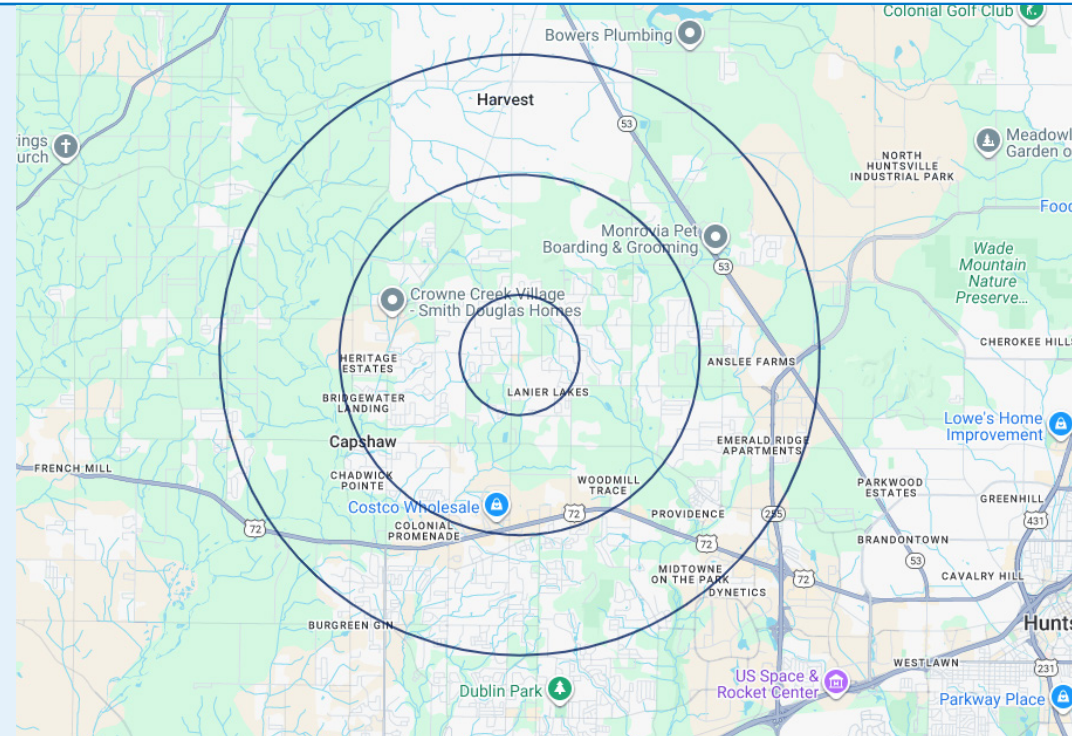 Colonial Golf Club
Bowers Plumbing
Harvest
53
rings
urch
Meadowl
Garden o
NORTH
HUNTSVILLE
INDUSTRIAL PARK
Food
Monrovia Pet
Boarding & Grooming
53
Wade
Mountain
Nature
Preserve...
Crowne Creek Village
- Smith Douglas Homes
CHEROKEE HILLS
HERITAGE
ESTATES
ANSLEE FARMS
LANIER LAKES
BRIDGEWATER
LANDING
Lowe's Home
Improvement
Capshaw
EMERALD RIDGE
APARTMENTS
FRENCH MILL
CHADWICK
POINTE
WOODMILL
TRACE
PARKWOOD
ESTATES
GREENHILL
Costco Wholesale
72
PROVIDENCE
255
431
72
COLONIAL
PROMENADE
BRANDONTOWN
72
53
MIDTOWNE
ON THE PARK
72
CAVALRY HILL
DYNETICS
BURGREEN GIN
Hunts
WESTLAWN
231
US Space &
Rocket Center
Dublin Park
Parkway Place